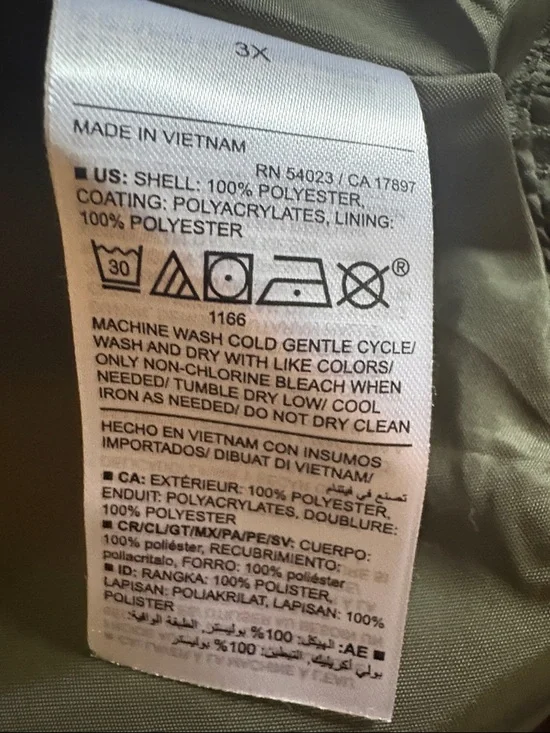 3X
MADE IN VIETNAM
RN 54023 / CA 17897
■ US: SHELL: 100% POLYESTER,
COATING: POLYACRYLATES, LINING:
100% POLYESTER
30
®
1166
MACHINE WASH COLD GENTLE CYCLE/
WASH AND DRY WITH LIKE COLORS/
ONLY NON-CHLORINE BLEACH WHEN
NEEDED/ TUMBLE DRY LOW/ COOL
IRON AS NEEDED/ DO NOT DRY CLEAN
HECHO EN VIETNAM CON INSUMOS
IMPORTADOS/ DIBUAT DI VIETNAM/
تصنع في فيتنام
■ CA: EXTÉRIEUR: 100% POLYESTER,
ENDUIT: POLYACRYLATES, DOUBLURE:
100% POLYESTER
■ CR/CL/GT/MX/PA/PE/SV: CUERPO:
100% poliéster, RECUBRIMIENTO:
poliacrilato, FORRO: 100% poliéster
■ ID: RANGKA: 100% POLISTER,
LAPISAN: POLIAKRILAT, LAPISAN: 100%
POLISTER
■ AE: الهيكل: 100% بوليستر, الطبقة الواقية:
بولي أكريليك, التبطين: 100% بوليستر